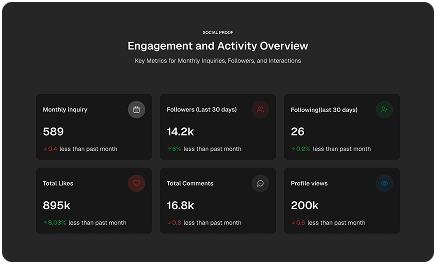 SOCIAL PROOF
Engagement and Activity Overview
Key Metrics for Monthly Inquiries, Followers, and Interactions
Monthly inquiry
589
0.4 less than past month
Followers (Last 30 days)
14.2k
6% less than past month
Following(last 30 days)
26
0.2% less than past month
Total Likes
895k
8.03% less than past month
Total Comments
16.8k
0.8 less than past month
Profile views
200k
0.6 less than past month